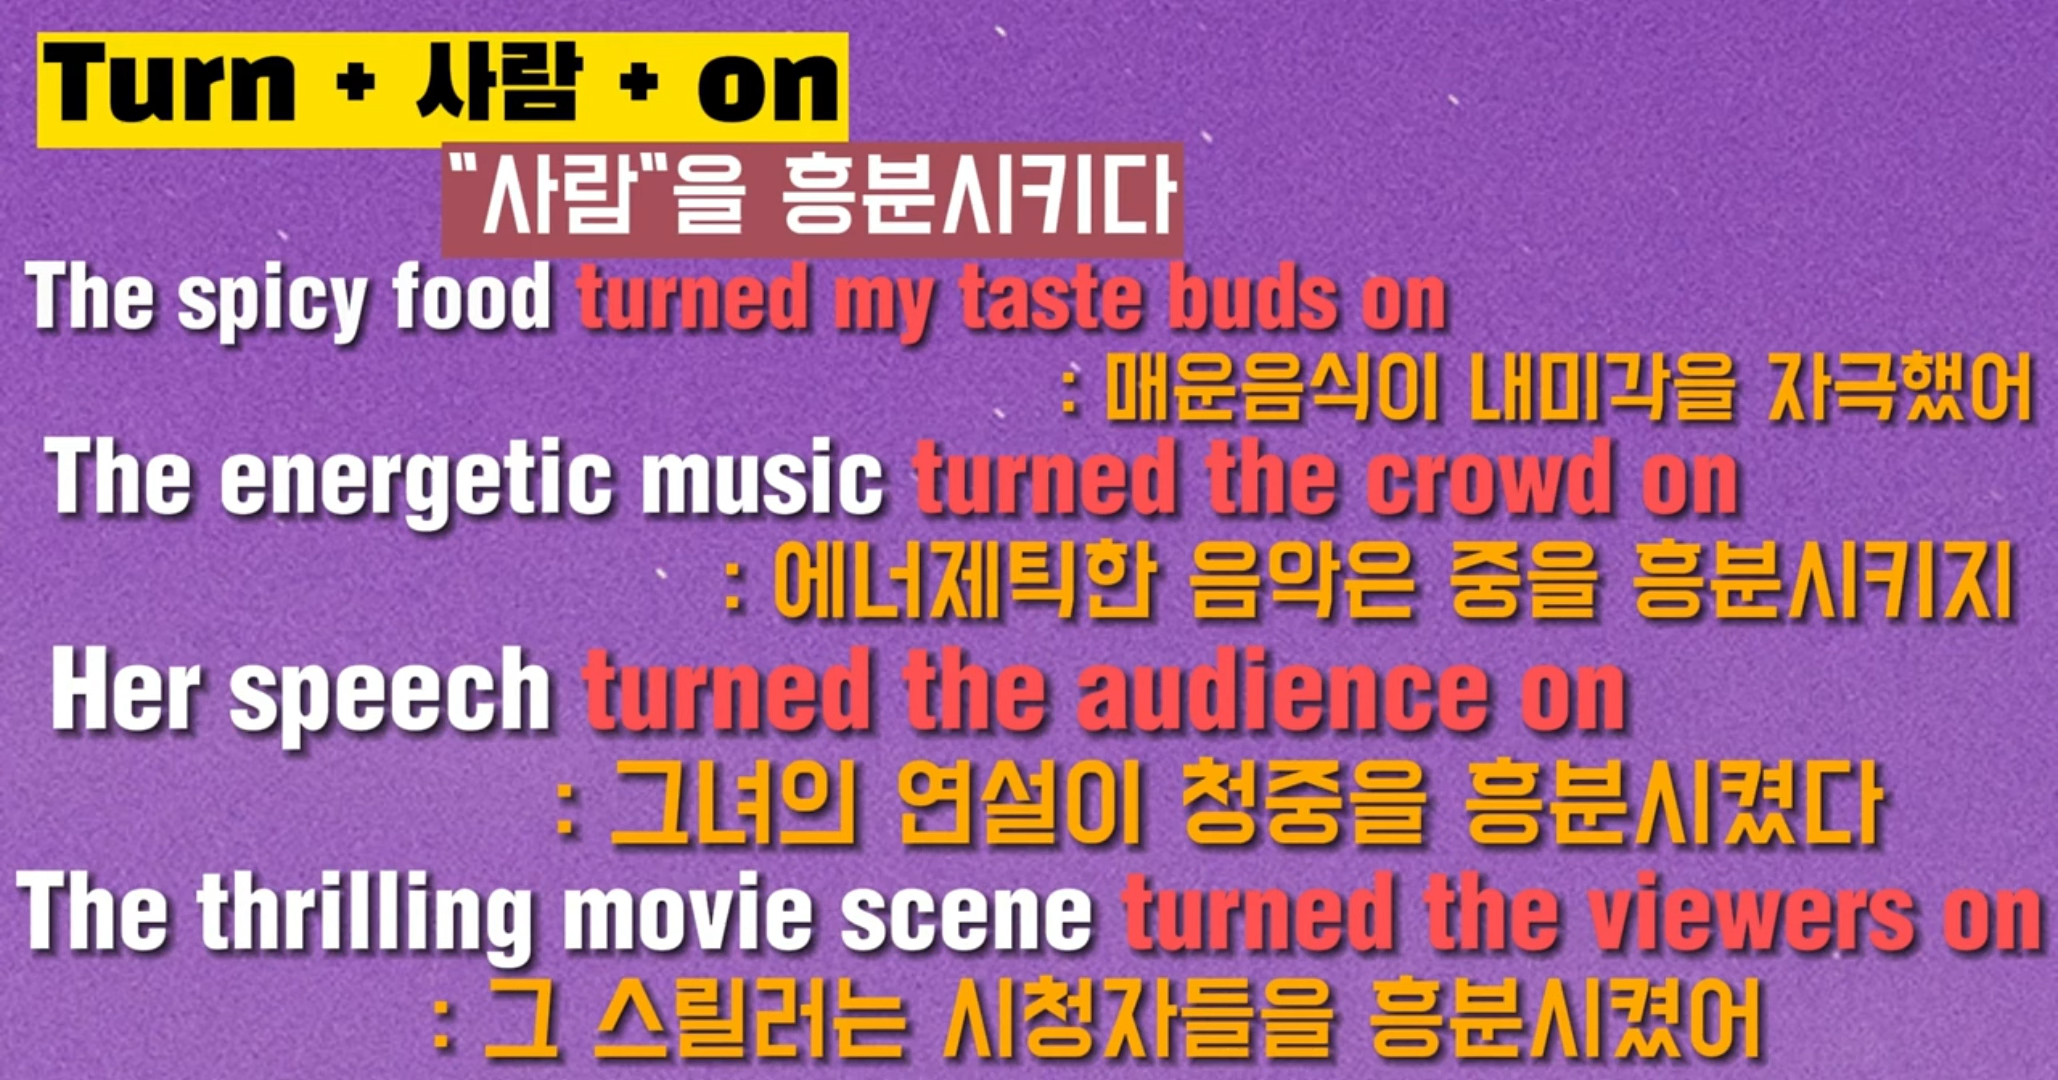 Turn + 사람 + on
"사람"을 흥분시키다
The spicy food turned my taste buds on
: 매운음식이 내미각을 자극했어
The energetic music turned the crowd on
: 에너제틱한 음악은 중을 흥분시키지
Her speech turned the audience on
: 그녀의 연설이 청중을 흥분시켰다
The thrilling movie scene turned the viewers on
: 그 스릴러는 시청자들을 흥분시켰어